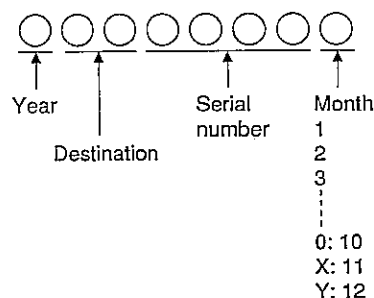 Year
Destination
Serial
number
Month
1
2
3
0: 10
X: 11
Y: 12